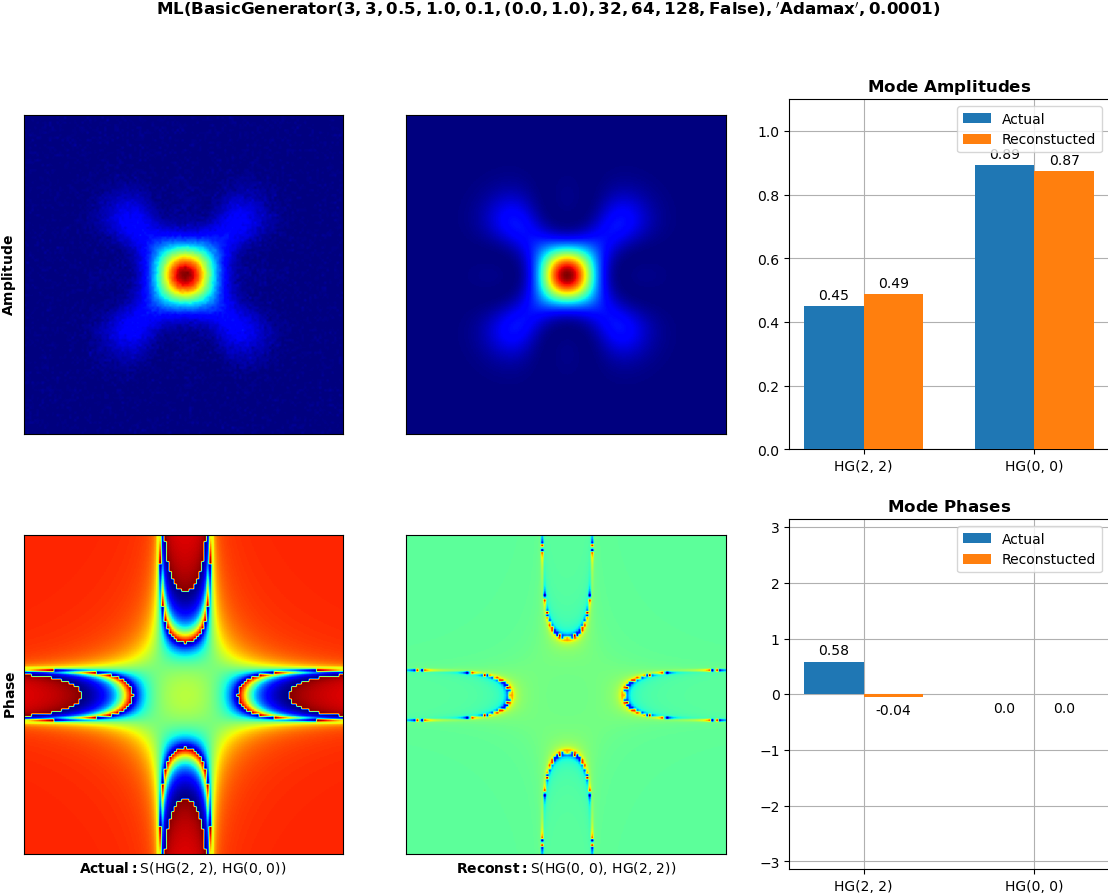 ML(BasicGenerator(3, 3, 0.5, 1.0, 0.1, (0.0, 1.0), 32, 64, 128, False), ′Adamax′, 0.0001)
Mode Amplitudes
Amplitude
Actual
Reconstucted
1.0
0.8
0.6
0.4
0.2
0.0
0.45
0.49
0.89
0.87
HG(2, 2)
HG(0, 0)
Mode Phases
Phase
Actual
Reconstucted
3
2
1
0
−1
−2
−3
0.58
-0.04
0.0
0.0
HG(2, 2)
HG(0, 0)
Actual: S(HG(2, 2), HG(0, 0))
Reconst: S(HG(0, 0), HG(2, 2))